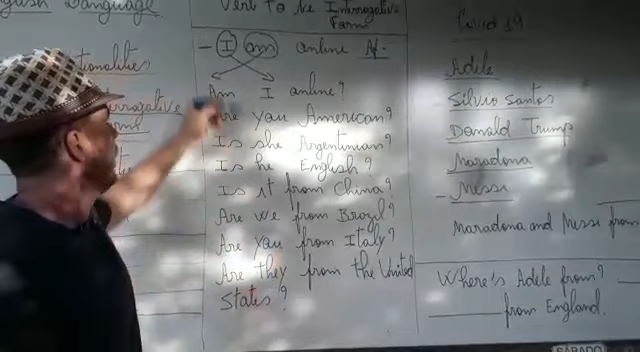 English Language
Verb to be Interrogative
Form
- I am online Af.
Am I online?
Are you American?
Is she Argentinian?
Is he English?
Is it from China?
Are we from Brazil?
Are you from Italy?
Are they from the United
States?
Covid 19
Adele
Silvio Santos
Donald Trump
Maradona
- Messi
Maradona and Messi from
Where's Adele from?
from England.
SÁBADO